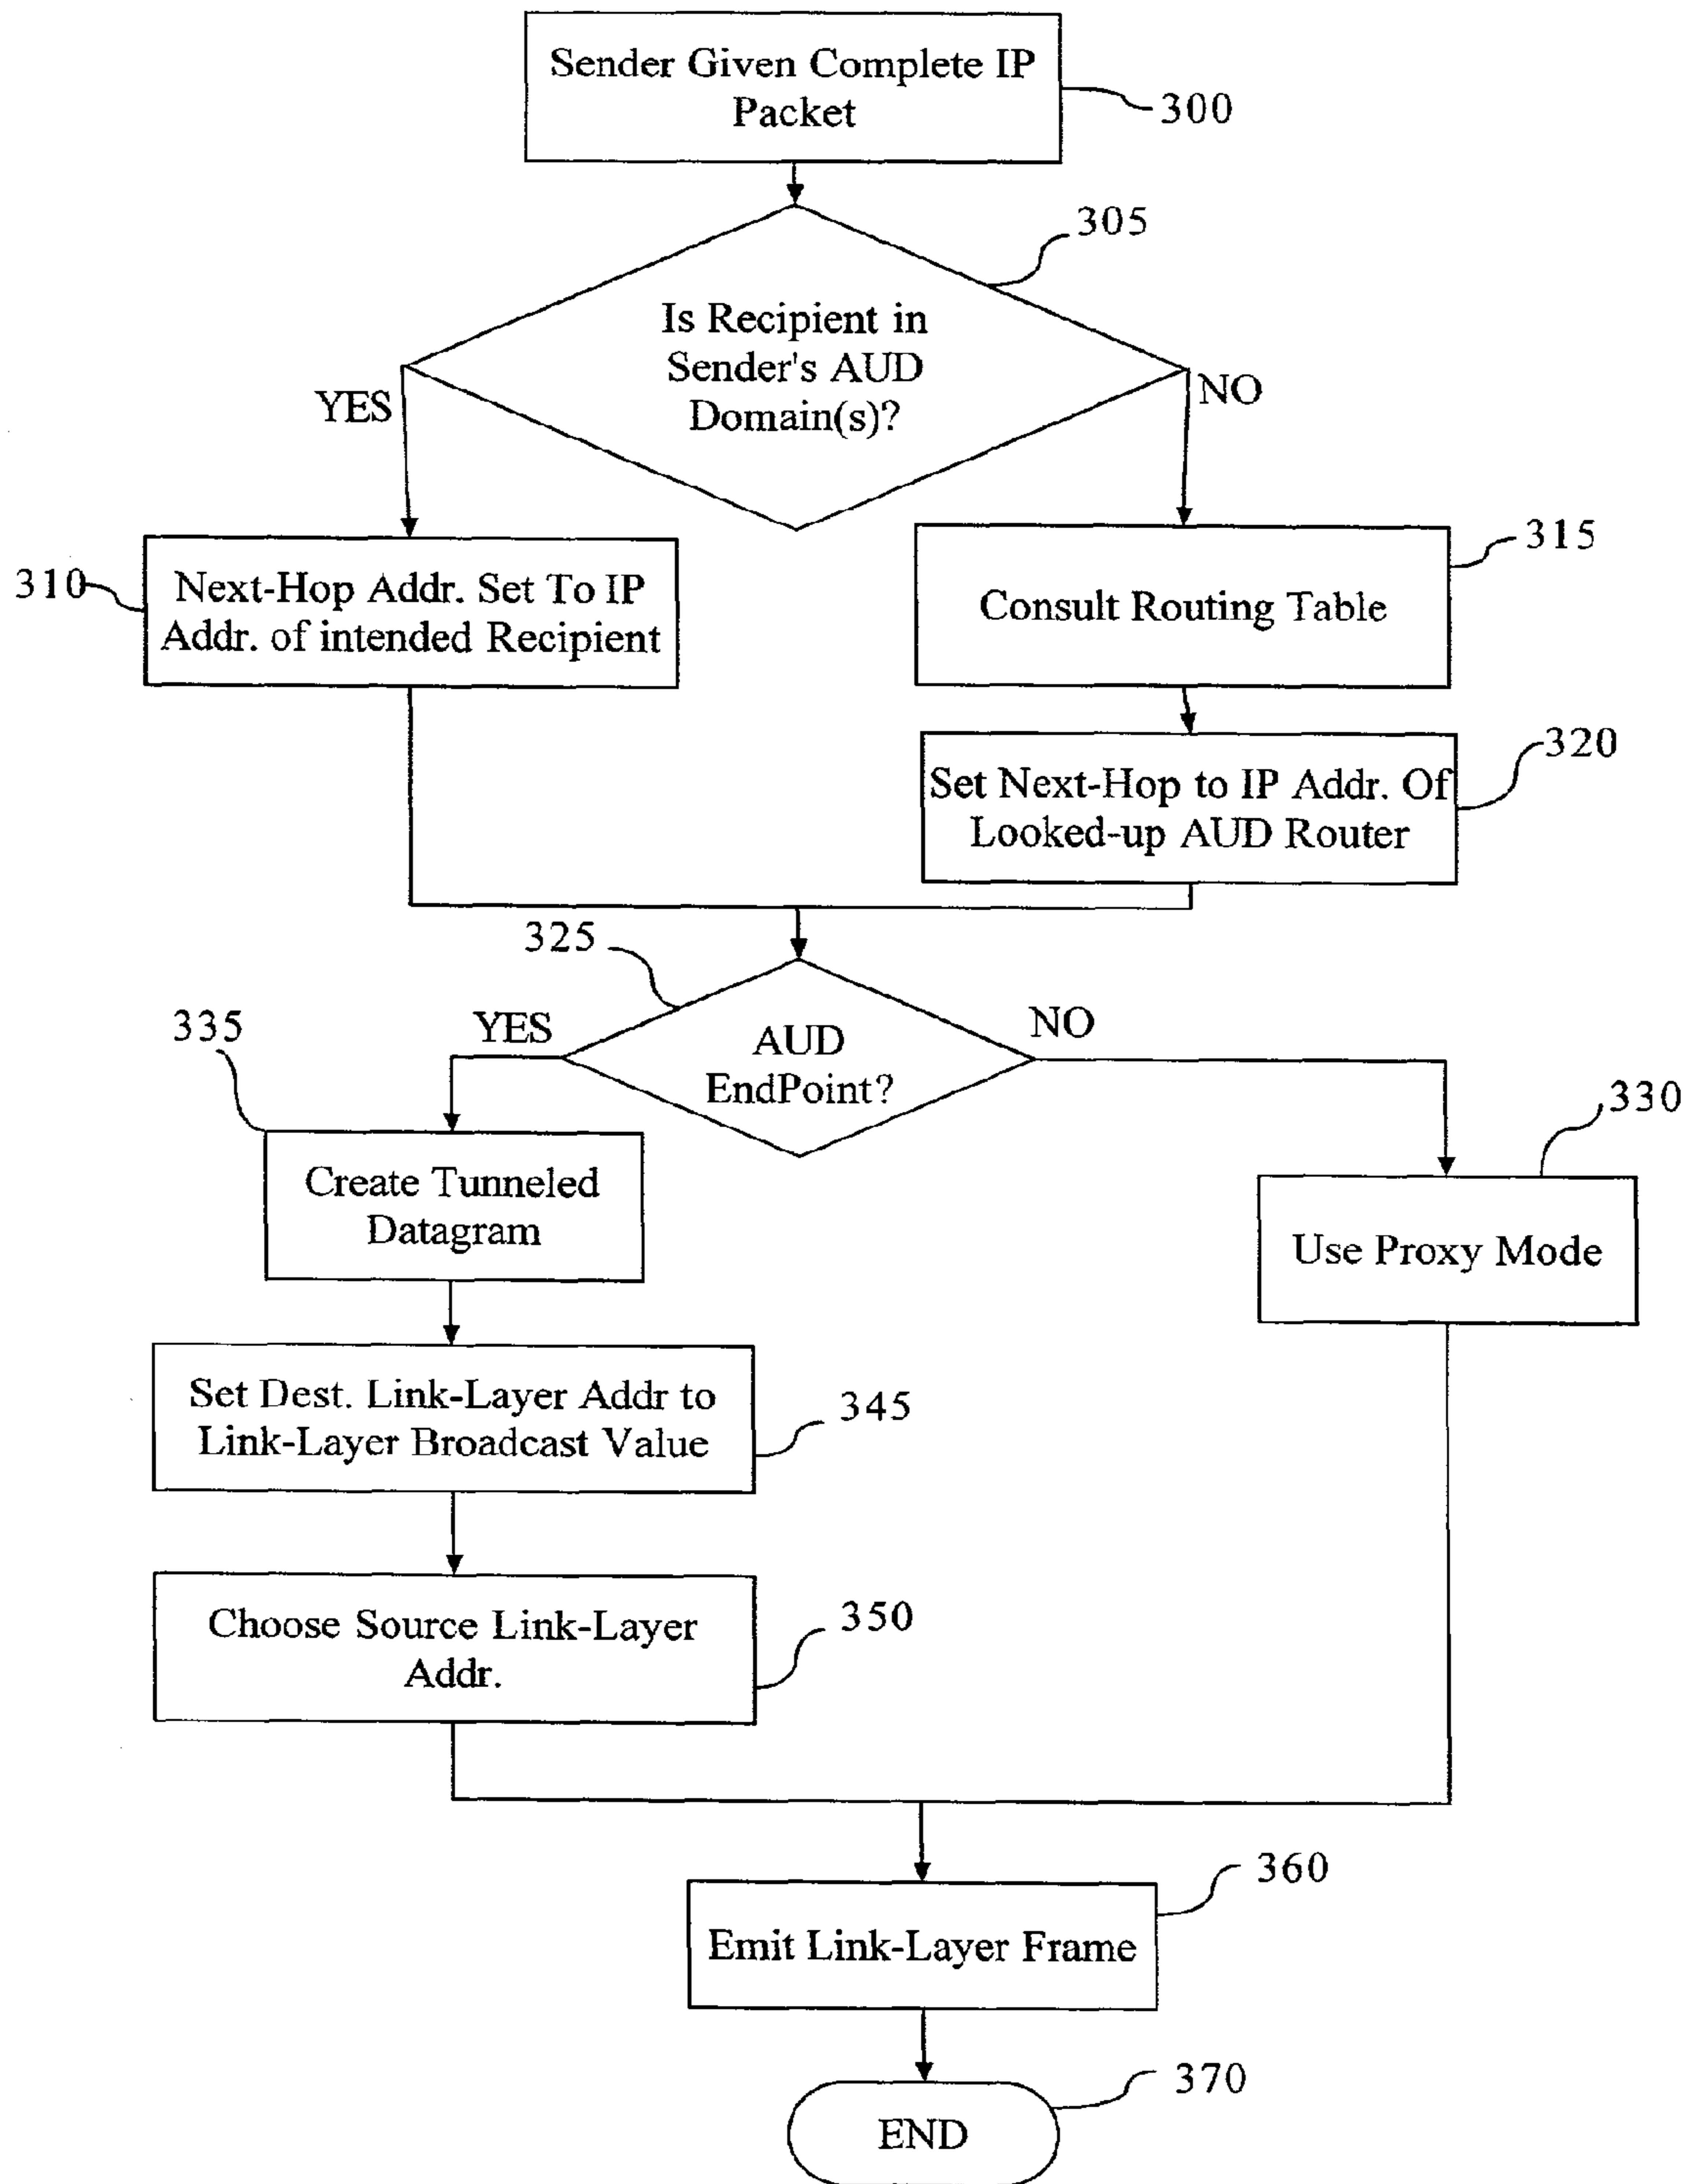 Sender Given Complete IP
Packet
300
305
Is Recipient in
Sender's AUD
Domain(s)?
YES
NO
310
Next-Hop Addr. Set To IP
Addr. of intended Recipient
315
Consult Routing Table
320
Set Next-Hop to IP Addr. Of
Looked-up AUD Router
325
335
YES
NO
AUD
EndPoint?
330
Create Tunneled
Datagram
Use Proxy Mode
Set Dest. Link-Layer Addr to
Link-Layer Broadcast Value
345
Choose Source Link-Layer
Addr.
350
360
Emit Link-Layer Frame
370
END